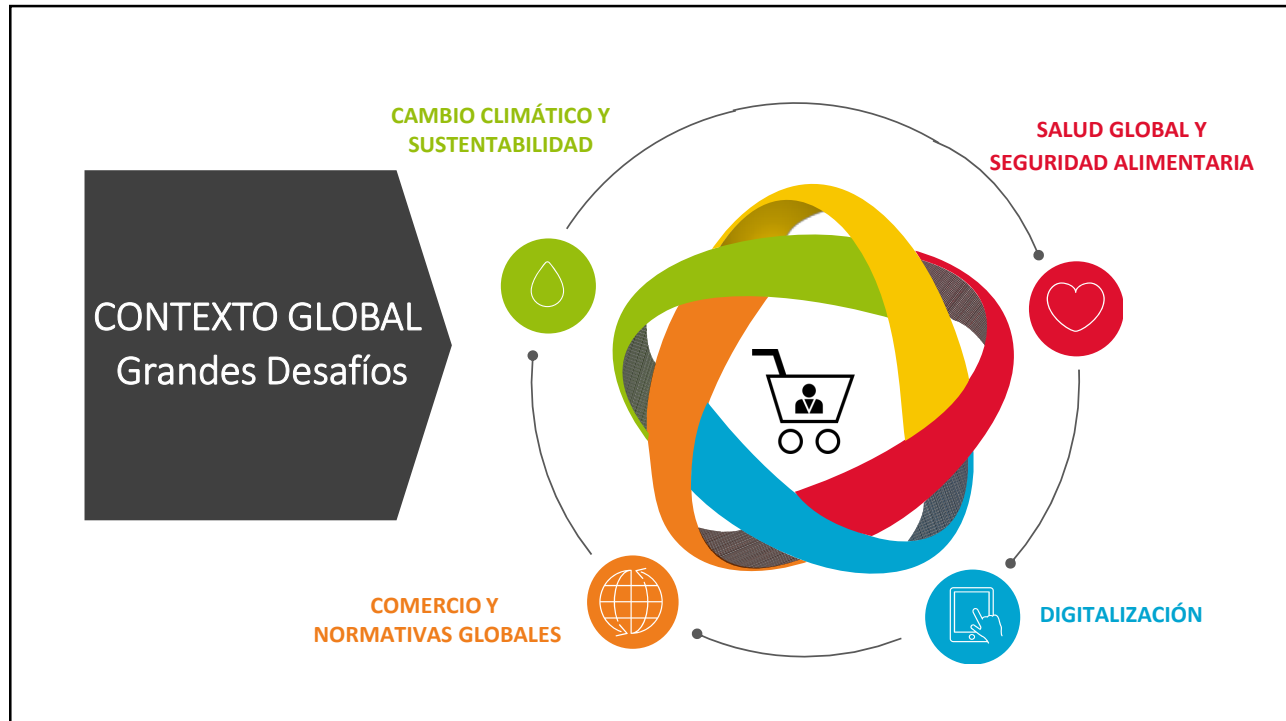 CONTEXTO GLOBAL
Grandes Desafíos
CAMBIO CLIMÁTICO Y
SUSTENTABILIDAD
SALUD GLOBAL Y
SEGURIDAD ALIMENTARIA
COMERCIO Y
NORMATIVAS GLOBALES
DIGITALIZACIÓN